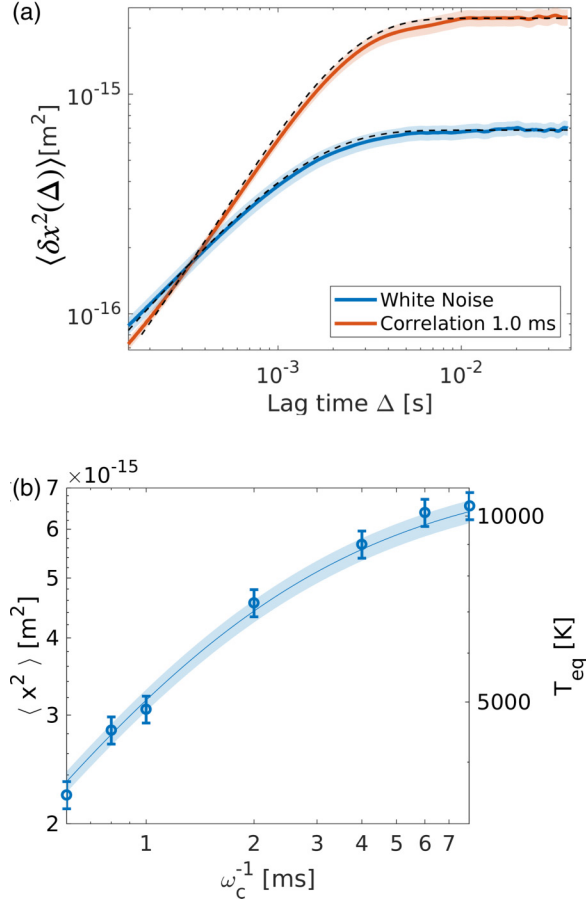 (a)
10^-15
10^-16
⟨δx²(Δ)⟩[m²]
White Noise
Correlation 1.0 ms
10^-3
10^-2
Lag time Δ [s]
(b)
×10^-15
7
6
5
4
3
2
⟨ x² ⟩ [m²]
10000
5000
T_eq [K]
1 2 3 4 5 6 7
ω_c^-1 [ms]